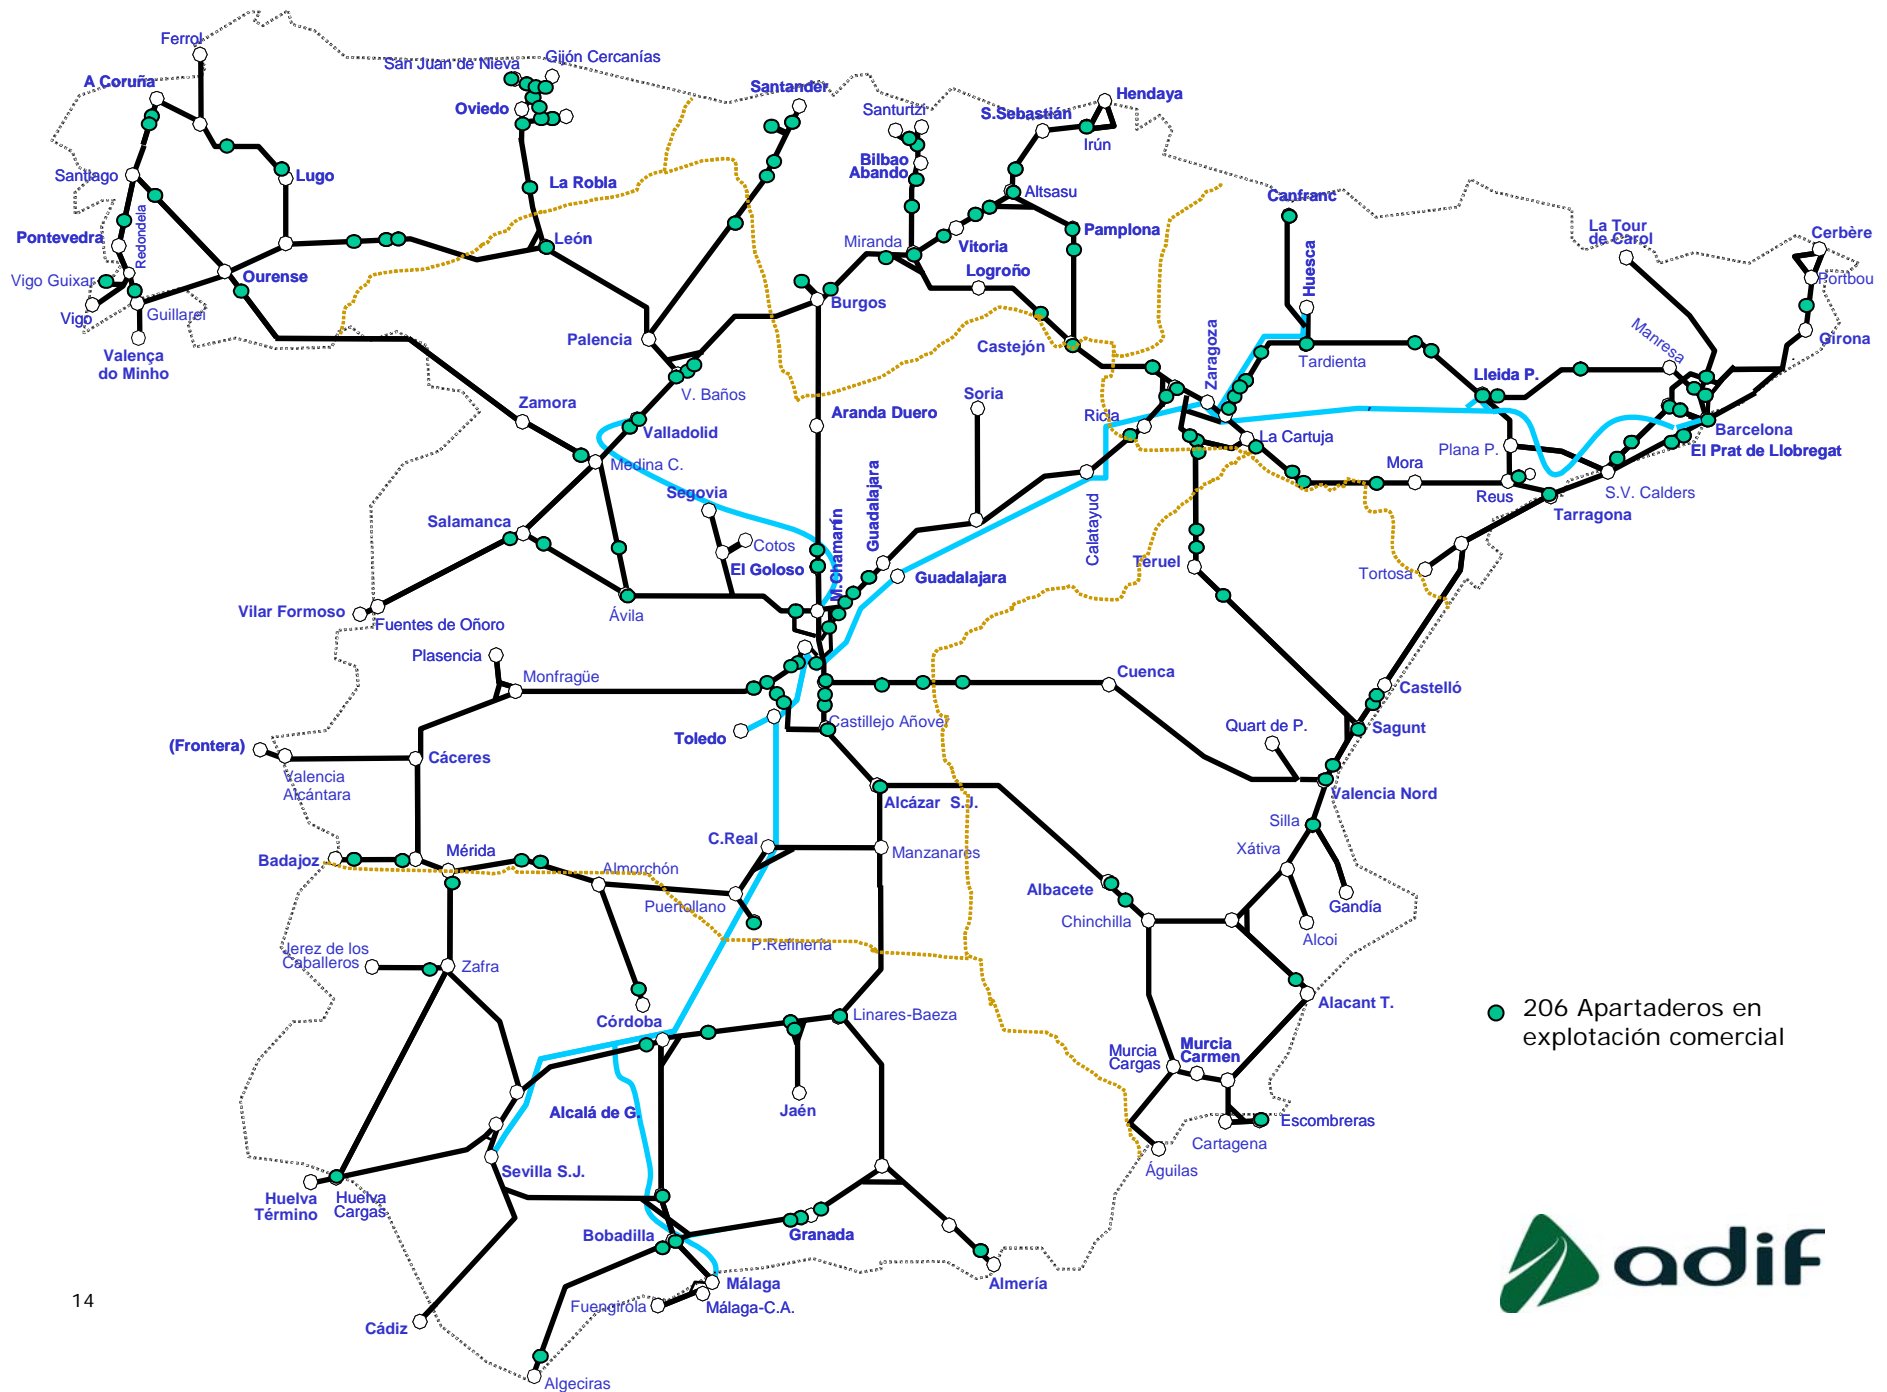 Ferrol
San Juan de Nieva
Gijón Cercanías
A Coruña
Oviedo
Santander
Santurtzi
S.Sebastián
Hendaya
Irún
Bilbao
Abando
Santiago
Lugo
La Robla
Altsasu
Canfranc
La Tour
de Carol
Cerbère
Pontevedra
Redondela
León
Miranda
Vitoria
Pamplona
Huesca
Portbou
Vigo Guixar
Ourense
Logroño
Vigo
Guillarei
Burgos
Valença
do Minho
Palencia
Castejón
Zaragoza
Tardienta
Manresa
Girona
V. Baños
Lleida P.
Soria
Zamora
Aranda Duero
Ricla
Valladolid
La Cartuja
Barcelona
Plana P.
El Prat de Llobregat
Medina C.
Mora
Segovia
Guadalajara
Calatayud
Reus
S.V. Calders
Tarragona
Salamanca
Cotos
M.Chamartín
El Goloso
Guadalajara
Teruel
Tortosa
Vilar Formoso
Fuentes de Oñoro
Ávila
Plasencia
Monfragüe
Cuenca
Castelló
Castillejo Añover
Quart de P.
Sagunt
Toledo
(Frontera)
Cáceres
Valencia
Alcántara
Alcázar S.J.
Valencia Nord
Silla
C.Real
Manzanares
Xátiva
Badajoz
Mérida
Almorchón
Albacete
Puertollano
Gandía
Chinchilla
P.Refinería
Alcoi
Jerez de los
Caballeros
Zafra
Alacant T.
206 Apartaderos en
explotación comercial
Córdoba
Linares-Baeza
Murcia
Cargas
Murcia
Carmen
Alcalá de G.
Jaén
Escombreras
Cartagena
Águilas
Sevilla S.J.
Huelva
Término
Huelva
Cargas
Bobadilla
Granada
Málaga
Almería
Fuengirola
Málaga-C.A.
Cádiz
Algeciras
14
adif